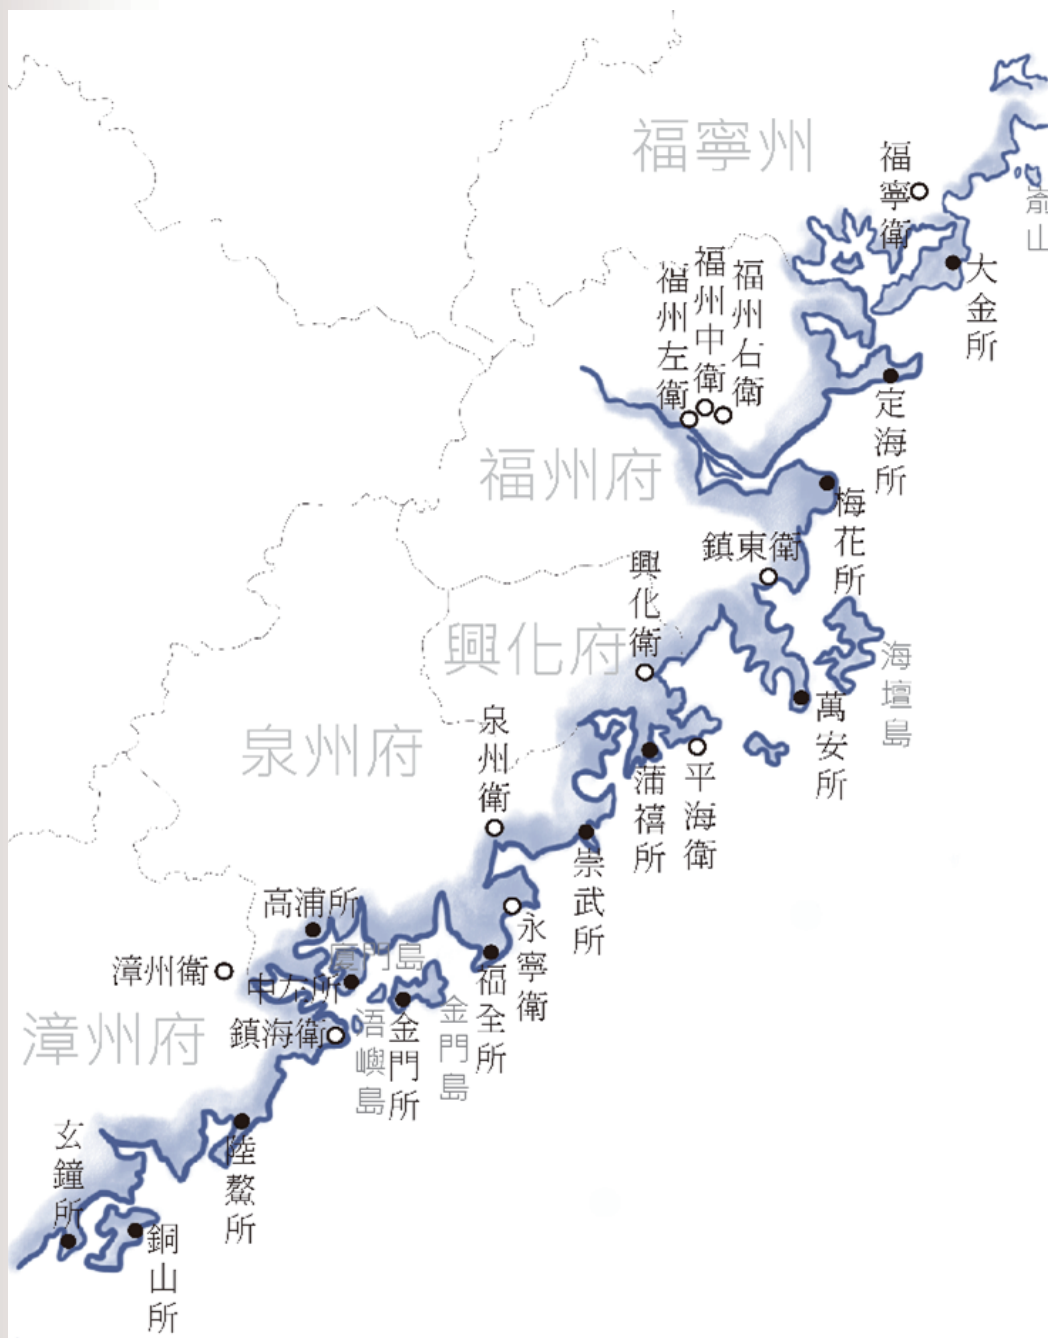 福寧州
福寧衛
嵛山
大金所
福州左衛
福州中衛
福州右衛
定海所
福州府
梅花所
鎮東衛
興化衛
興化府
海壇島
萬安所
泉州府
泉州衛
蒲禧所
平海衛
崇武所
高浦所
廈門島
永寧衛
漳州衛
中左所
福全所
漳州府
鎮海衛
浯嶼島
金門所
金門島
玄鐘所
陸鰲所
銅山所